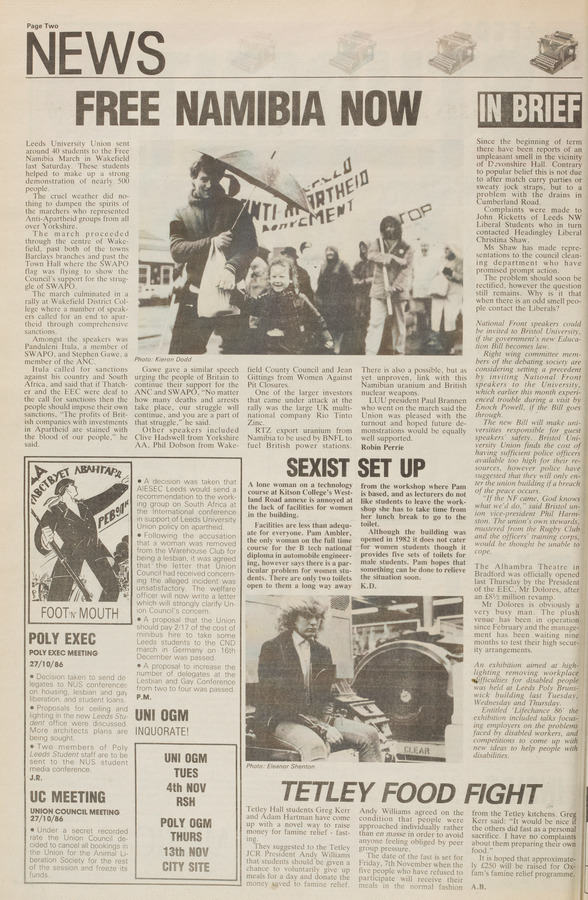 Page Two
NEWS
FREE NAMIBIA NOW
Leeds University Union sent
around 40 students to the Free
Namibia March in Wakefield
last Saturday. These students
helped to make up a strong
demonstration of nearly 500
people.
The cruel weather did no-
thing to dampen the spirits of
the marchers who represented
Anti-Apartheid groups from all
over Yorkshire.
The march proceeded
through the centre of Wake-
field, past both of the towns
Barclays branches and past the
Town Hall where the SWAPO
flag was flying to show the
Council's support for the strug-
gle of SWAPO.
The march culminated in a
rally at Wakefield District Col-
lege where a number of speak-
ers called for an end to apar-
theid through comprehensive
sanctions.
Amongst the speakers was
Panduleni Itula, a member of
SWAPO, and Stephen Gawe, a
member of the ANC.
Itula called for sanctions
against his country and South
Africa, and said that if Thatch-
er and the EEC were deaf to
the call for sanctions then the
people should impose their own
sanctions, "The profits of Brit-
ish companies with investments
in Apartheid are stained with
the blood of our people," he
said.
ANTI APARTHEID
MOVEMENT
STOP
Photo: Kieron Dodd
Gawe gave a similar speech
urging the people of Britain to
continue their support for the
ANC and SWAPO, "No matter
how many deaths and arrests
take place, our struggle will
continue, and you are a part of
that struggle," he said.
Other speakers included
Clive Hadswell from Yorkshire
AA, Phil Dobson from Wake-
field County Council and Jean
Gittings from Women Against
Pit Closures.
One of the larger investors
that came under attack at the
rally was the large UK multi-
national company Rio Tinto
Zinc.
RTZ export uranium from
Namibia to be used by BNFL to
fuel British power stations.
There is also a possible, but as
yet unproven, link with this
Namibian uranium and British
nuclear weapons.
LUU president Paul Brannen
who went on the march said the
Union was pleased with the
turnout and hoped future de-
monstrations would be equally
well supported.
Robin Perrie
IN BRIEF
Since the beginning of term
there have been reports of an
unpleasant smell in the vicinity
of Devonshire Hall. Contrary
to popular belief this is not due
to after match curry parties or
sweaty jock straps, but to a
problem with the drains in
Cumberland Road.
Complaints were made to
John Ricketts of Leeds NW
Liberal Students who in turn
contacted Headingley Liberal
Christina Shaw.
Ms Shaw has made repre-
sentations to the council clean-
ing department who have
promised prompt action.
The problem should soon be
rectified, however the question
still remains. Why is it that
when there is an odd smell peo-
ple contact the Liberals?
National Front speakers could
be invited to Bristol University,
if the government's new Educa-
tion Bill becomes law.
Right wing committee mem-
bers of the debating society are
considering setting a precedent
by inviting National Front
speakers to the University,
which earlier this month experi-
enced trouble during a visit by
Enoch Powell, if the Bill goes
through.
The new Bill will make uni-
versities responsible for guest
speakers' safety. Bristol Uni-
versity Union finds the cost of
having sufficient police officers
available too high for their re-
sources, however police have
suggested that they will only en-
ter the union building if a breach
of the peace occurs.
"If the NF came, God knows
what we'd do," said Bristol un-
ion vice-president Phil Harm-
ston. The union's own stewards,
mustered from the Rugby Club
and the officers' training corps,
would be thought be unable to
cope.
The Alhambra Theatre in
Bradford was officially opened
last Thursday by the President
of the EEC, Mr Dolores, after
an £8½ million revamp.
Mr Dolores is obviously a
very busy man. The plush
venue has been in operation
since February and the manage-
ment has been waiting nine
months to test their high secur-
ity arrangements.
An exhibition aimed at high-
lighting removing workplace
difficulties for disabled people
was held at Leeds Poly Bruns-
wick building last Tuesday,
Wednesday and Thursday.
Entitled 'Lifechance 86' the
exhibition included talks focus-
ing employers on the problems
faced by disabled workers, and
competitions to come up with
new ideas to help people with
disabilities.
FOOT 'N' MOUTH
POLY EXEC
POLY EXEC MEETING
27/10/86
● Decision taken to send de-
legates to NUS conferences
on housing, lesbian and gay
liberation, and student loans.
● Proposals for ceiling and
lighting in the new Leeds Stu-
dent office were discussed.
More architects plans are
being sought.
● Two members of Poly
Leeds Student staff are to be
sent to the NUS student
media conference.
J.R.
UC MEETING
UNION COUNCIL MEETING
27/10/86
● Under a secret recorded
rate the Union Council de-
cided to cancel all bookings in
the Union for the Animal Li-
beration Society for the rest
of the session and freeze its
funds.
● A decision was taken that
AIESEC Leeds would send a
recommendation to the work-
ing group on South Africa at
the International conference
in support of Leeds University
Union policy on apartheid.
● Following the accusation
that a woman was removed
from the Warehouse Club for
being a lesbian, it was agreed
that the letter that Union
Council had received concern-
ing the alleged incident was
unsatisfactory. The welfare
officer will now write a letter
which will strongly clarify Un-
ion Council's concern.
● A proposal that the Union
should pay 2/17 of the cost of
minibus hire to take some
Leeds students to the CND
march in Germany on 16th
December was passed.
● A proposal to increase the
number of delegates at the
Lesbian and Gay Conference
from two to four was passed.
P.M.
UNI OGM
INQUORATE!
UNI OGM
TUES
4th NOV
RSH
POLY OGM
THURS
13th NOV
CITY SITE
SEXIST SET UP
A lone woman on a technology
course at Kitson College's West-
land Road annexe is annoyed at
the lack of facilities for women
in the building.
Facilities are less than adequ-
ate for everyone. Pam Ambler,
the only woman on the full time
course for the B tech national
diploma in automobile engineer-
ing, however says there is a par-
ticular problem for women stu-
dents. There are only two toilets
open to them a long way away
from the workshop where Pam
is based, and as lecturers do not
like students to leave the work-
shop she has to take time from
her lunch break to go to the
toilet.
Although the building was
opened in 1982 it does not cater
for women students though it
provides five sets of toilets for
male students. Pam hopes that
something can be done to relieve
the situation soon.
K.D.
CLEAR
Photo: Eleanor Shenton
TETLEY FOOD FIGHT
Tetley Hall students Greg Kerr
and Adam Hartman have come
up with a novel way to raise
money for famine relief - fast-
ing.
They suggested to the Tetley
JCR President Andy Williams
that students should be given a
chance to voluntarily give up
meals for a day and donate the
money saved to famine relief.
Andy Williams agreed on the
condition that people were
approached individually rather
than en masse in order to avoid
anyone feeling obliged by peer
group pressure.
The date of the fast is set for
Friday, 7th November when the
five people who have refused to
participate will receive their
meals in the normal fashion
from the Tetley kitchens. Greg
Kerr said: "It would be nice if
the others did fast as a personal
sacrifice. I have no complaints
about them preparing their own
food."
It is hoped that approximate-
ly £250 will be raised for Ox-
fam's famine relief programme.
A.B.